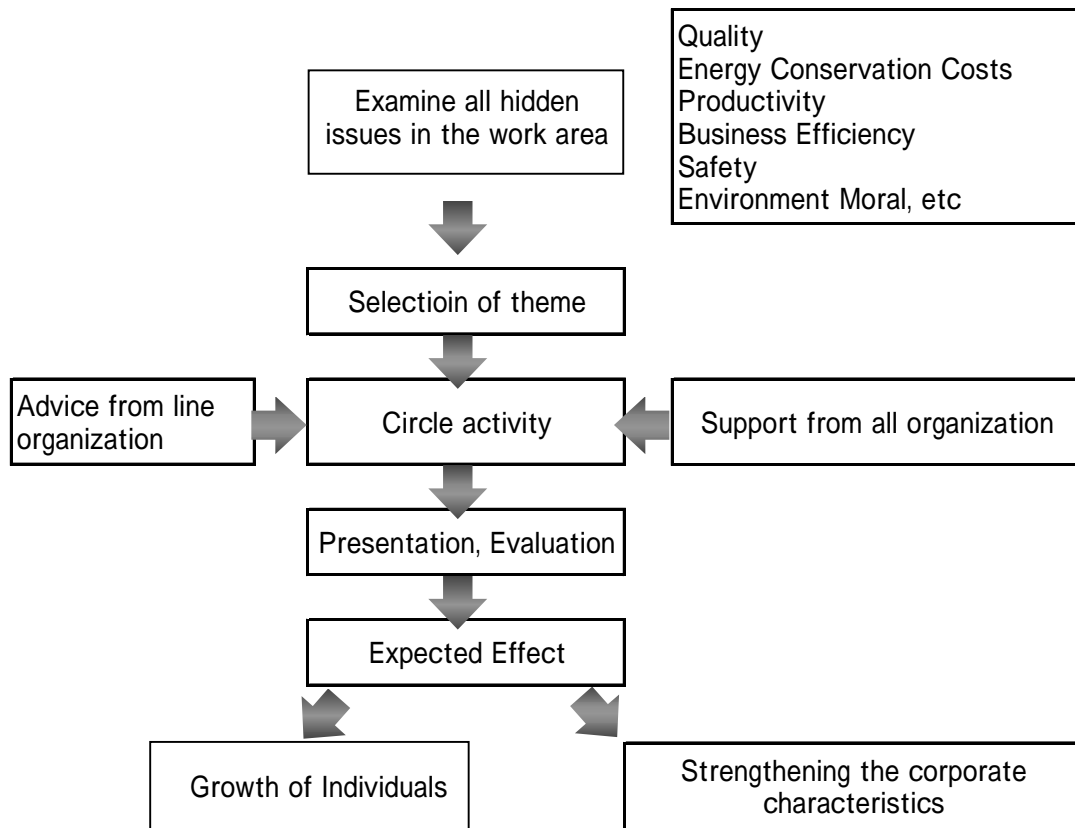 Examine all hidden
issues in the work area
Quality
Energy Conservation Costs
Productivity
Business Efficiency
Safety
Environment Moral, etc
Selectioin of theme
Advice from line
organization
Circle activity
Support from all organization
Presentation, Evaluation
Expected Effect
Growth of Individuals
Strengthening the corporate
characteristics